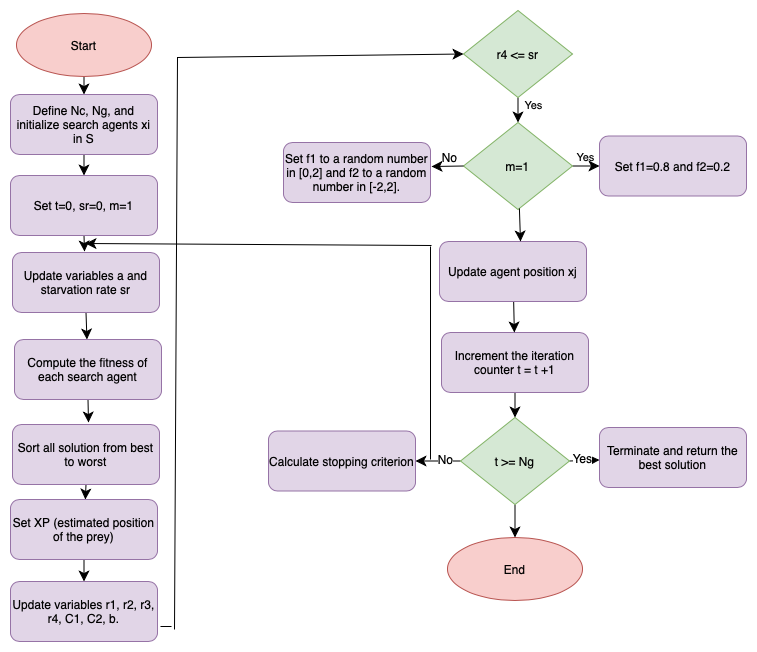 Start
Define Nc, Ng, and
initialize search agents xi
in S
Set t=0, sr=0, m=1
Update variables a and
starvation rate sr
Compute the fitness of
each search agent
Sort all solution from best
to worst
Set XP (estimated position
of the prey)
Update variables r1, r2, r3,
r4, C1, C2, b.
r4 <= sr
Yes
m=1
No
Set f1 to a random number
in [0,2] and f2 to a random
number in [-2,2].
Yes
Set f1=0.8 and f2=0.2
Update agent position xj
Increment the iteration
counter t = t +1
t >= Ng
No
Calculate stopping criterion
Yes
Terminate and return the
best solution
End